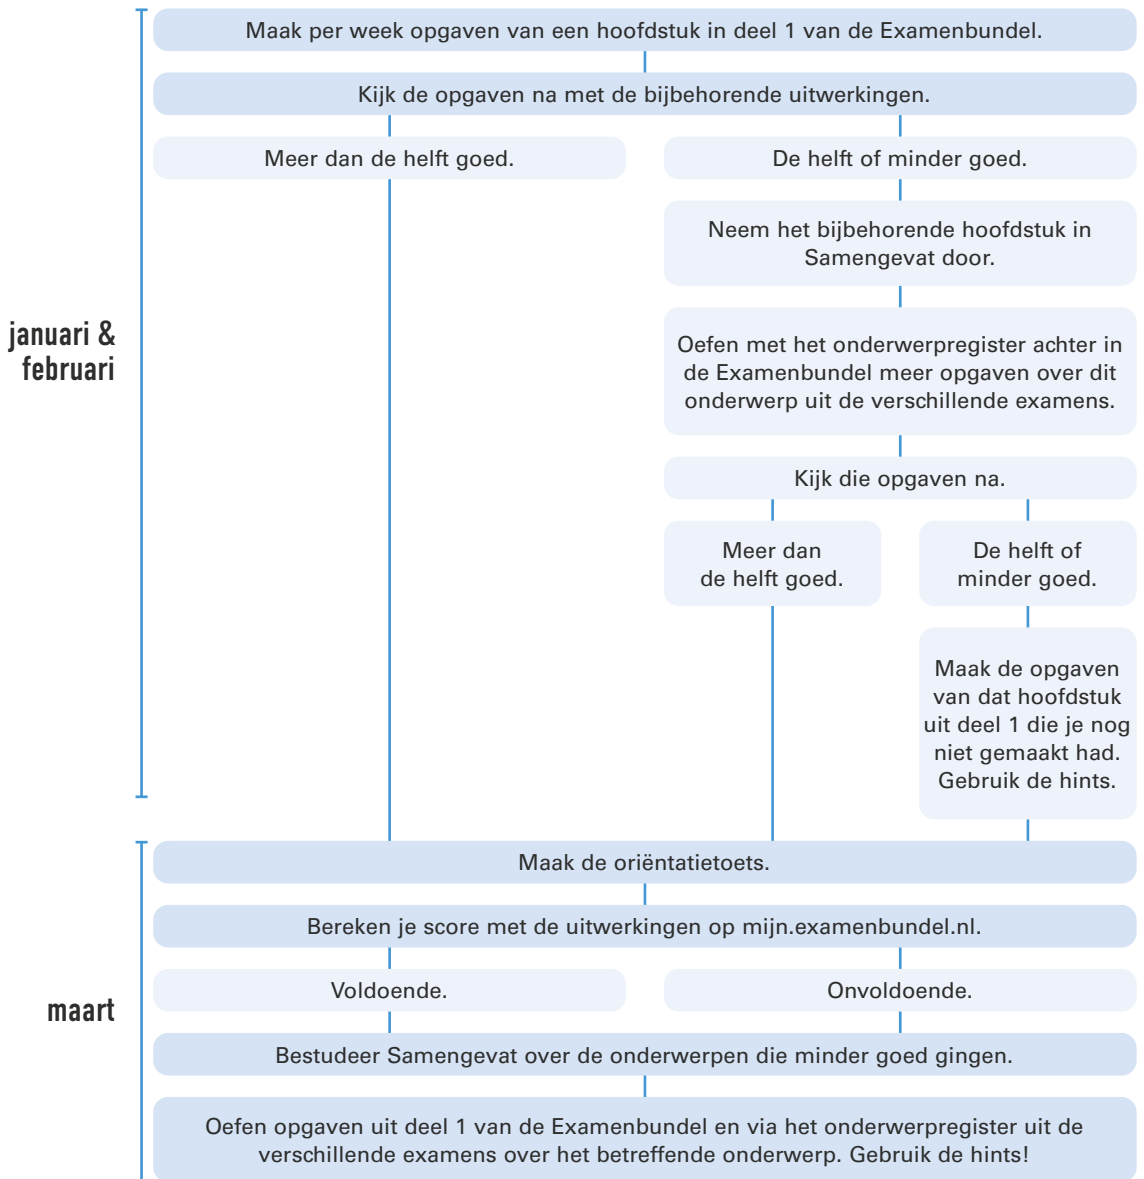 Maak per week opgaven van een hoofdstuk in deel 1 van de Examenbundel.
Kijk de opgaven na met de bijbehorende uitwerkingen.
Meer dan de helft goed.
De helft of minder goed.
Neem het bijbehorende hoofdstuk in
Samengevat door.
januari &
februari
Oefen met het onderwerpregister achter in
de Examenbundel meer opgaven over dit
onderwerp uit de verschillende examens.
Kijk die opgaven na.
Meer dan
de helft goed.
De helft of
minder goed.
Maak de opgaven
van dat hoofdstuk
uit deel 1 die je nog
niet gemaakt had.
Gebruik de hints.
Maak de oriëntatietoets.
Bereken je score met de uitwerkingen op mijn.examenbundel.nl.
maart
Voldoende.
Onvoldoende.
Bestudeer Samengevat over de onderwerpen die minder goed gingen.
Oefen opgaven uit deel 1 van de Examenbundel en via het onderwerpregister uit de
verschillende examens over het betreffende onderwerp. Gebruik de hints!